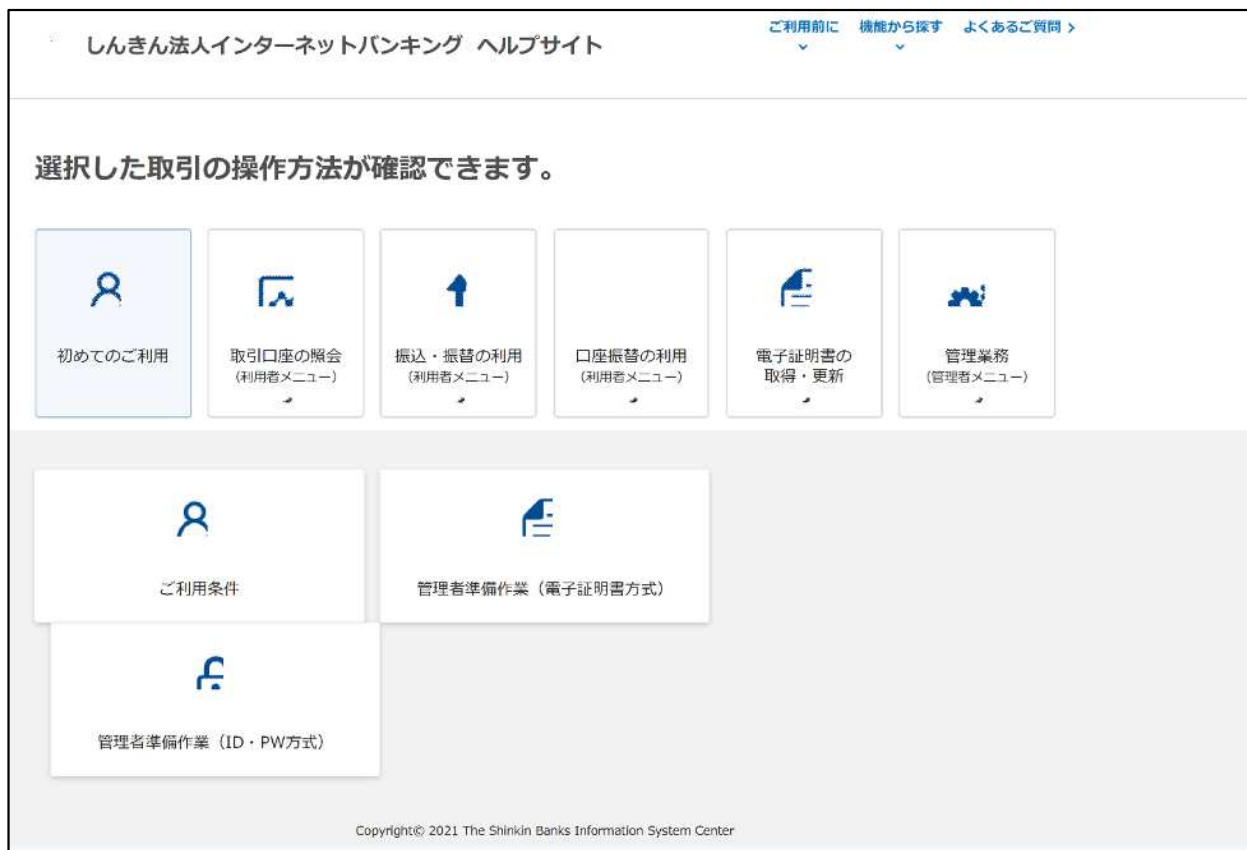 しんきん法人インターネットバンキング ヘルプサイト
ご利用前に 機能から探す よくあるご質問 >
選択した取引の操作方法が確認できます。
初めてのご利用
取引口座の照会
(利用者メニュー)
振込・振替の利用
(利用者メニュー)
口座振替の利用
(利用者メニュー)
電子証明書の
取得・更新
管理業務
(管理者メニュー)
ご利用条件
管理者準備作業（電子証明書方式）
管理者準備作業（ID・PW方式）
Copyright© 2021 The Shinkin Banks Information System Center